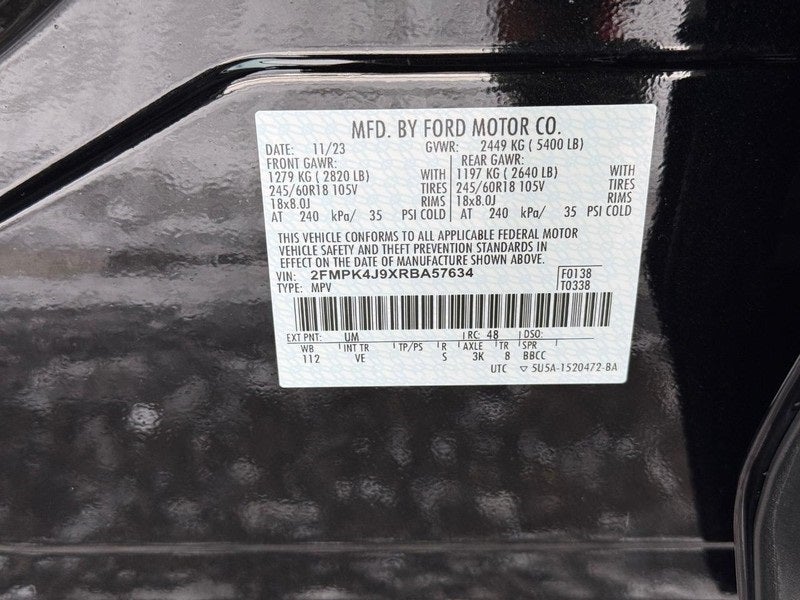 MFD. BY FORD MOTOR CO.
DATE: 11/23 GVWR: 2449 KG ( 5400 LB)
FRONT GAWR: REAR GAWR:
1279 KG ( 2820 LB) WITH 1197 KG ( 2640 LB) WITH
245/60R18 105V TIRES 245/60R18 105V TIRES
18x8.0J RIMS 18x8.0J RIMS
AT 240 kPa/ 35 PSI COLD AT 240 kPa/ 35 PSI COLD
THIS VEHICLE CONFORMS TO ALL APPLICABLE FEDERAL MOTOR
VEHICLE SAFETY AND THEFT PREVENTION STANDARDS IN
EFFECT ON THE DATE OF MANUFACTURE SHOWN ABOVE.
VIN: 2FMPK4J9XRBA57634 F0138
TYPE: MPV T0338
EXT PNT: UM RC: 48 DSO:
WB INT TR TP/PS R AXLE TR SPR
112 VE S 3K 8 BBCC
UTC ▽ 5U5A-1520472-BA